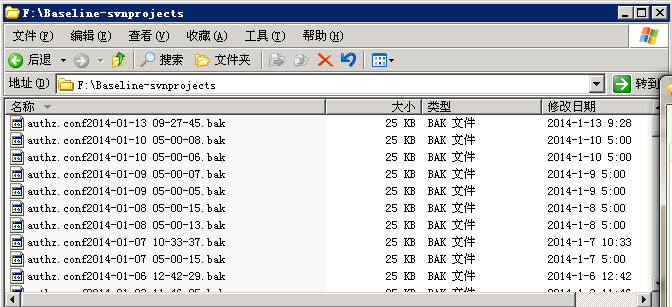 F:\Baseline-svnprojects
文件(F) 编辑(E) 查看(V) 收藏(A) 工具(T) 帮助(H)
后退 搜索 文件夹
地址(D) F:\Baseline-svnprojects 转到
名称 大小 类型 修改日期
authz.conf2014-01-13 09-27-45.bak 25 KB BAK 文件 2014-1-13 9:28
authz.conf2014-01-10 05-00-08.bak 25 KB BAK 文件 2014-1-10 5:00
authz.conf2014-01-10 05-00-06.bak 25 KB BAK 文件 2014-1-10 5:00
authz.conf2014-01-09 05-00-07.bak 25 KB BAK 文件 2014-1-9 5:00
authz.conf2014-01-09 05-00-05.bak 25 KB BAK 文件 2014-1-9 5:00
authz.conf2014-01-08 05-00-15.bak 25 KB BAK 文件 2014-1-8 5:00
authz.conf2014-01-08 05-00-13.bak 25 KB BAK 文件 2014-1-8 5:00
authz.conf2014-01-07 10-33-37.bak 25 KB BAK 文件 2014-1-7 10:33
authz.conf2014-01-07 05-00-15.bak 25 KB BAK 文件 2014-1-7 5:00
authz.conf2014-01-06 12-42-29.bak 25 KB BAK 文件 2014-1-6 12:42